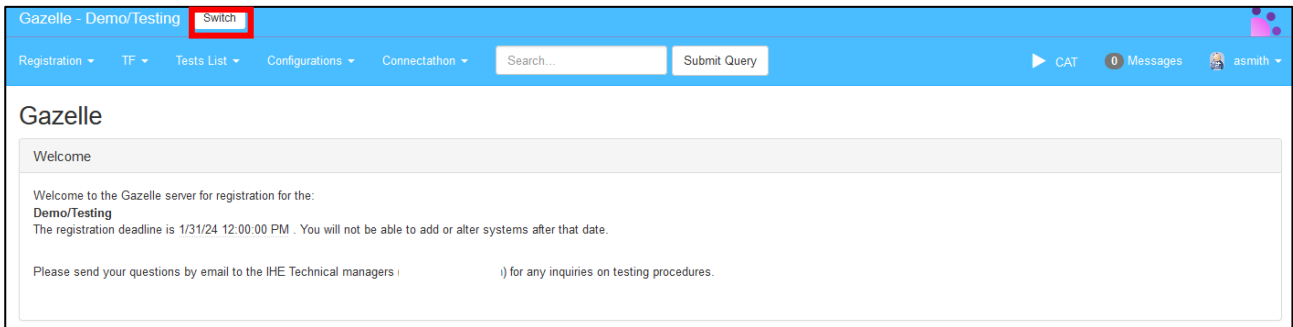 Gazelle - Demo/Testing Switch
Registration TF Tests List Configurations Connectathon Search... Submit Query CAT 0 Messages asmith
Gazelle
Welcome
Welcome to the Gazelle server for registration for the:
Demo/Testing
The registration deadline is 1/31/24 12:00:00 PM . You will not be able to add or alter systems after that date.
Please send your questions by email to the IHE Technical managers ( ) for any inquiries on testing procedures.